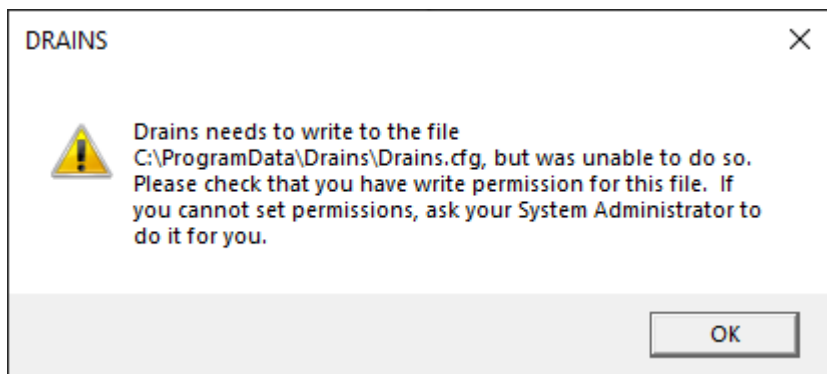 DRAINS
Drains needs to write to the file
C:\ProgramData\Drains\Drains.cfg, but was unable to do so.
Please check that you have write permission for this file.  If
you cannot set permissions, ask your System Administrator to
do it for you.
OK